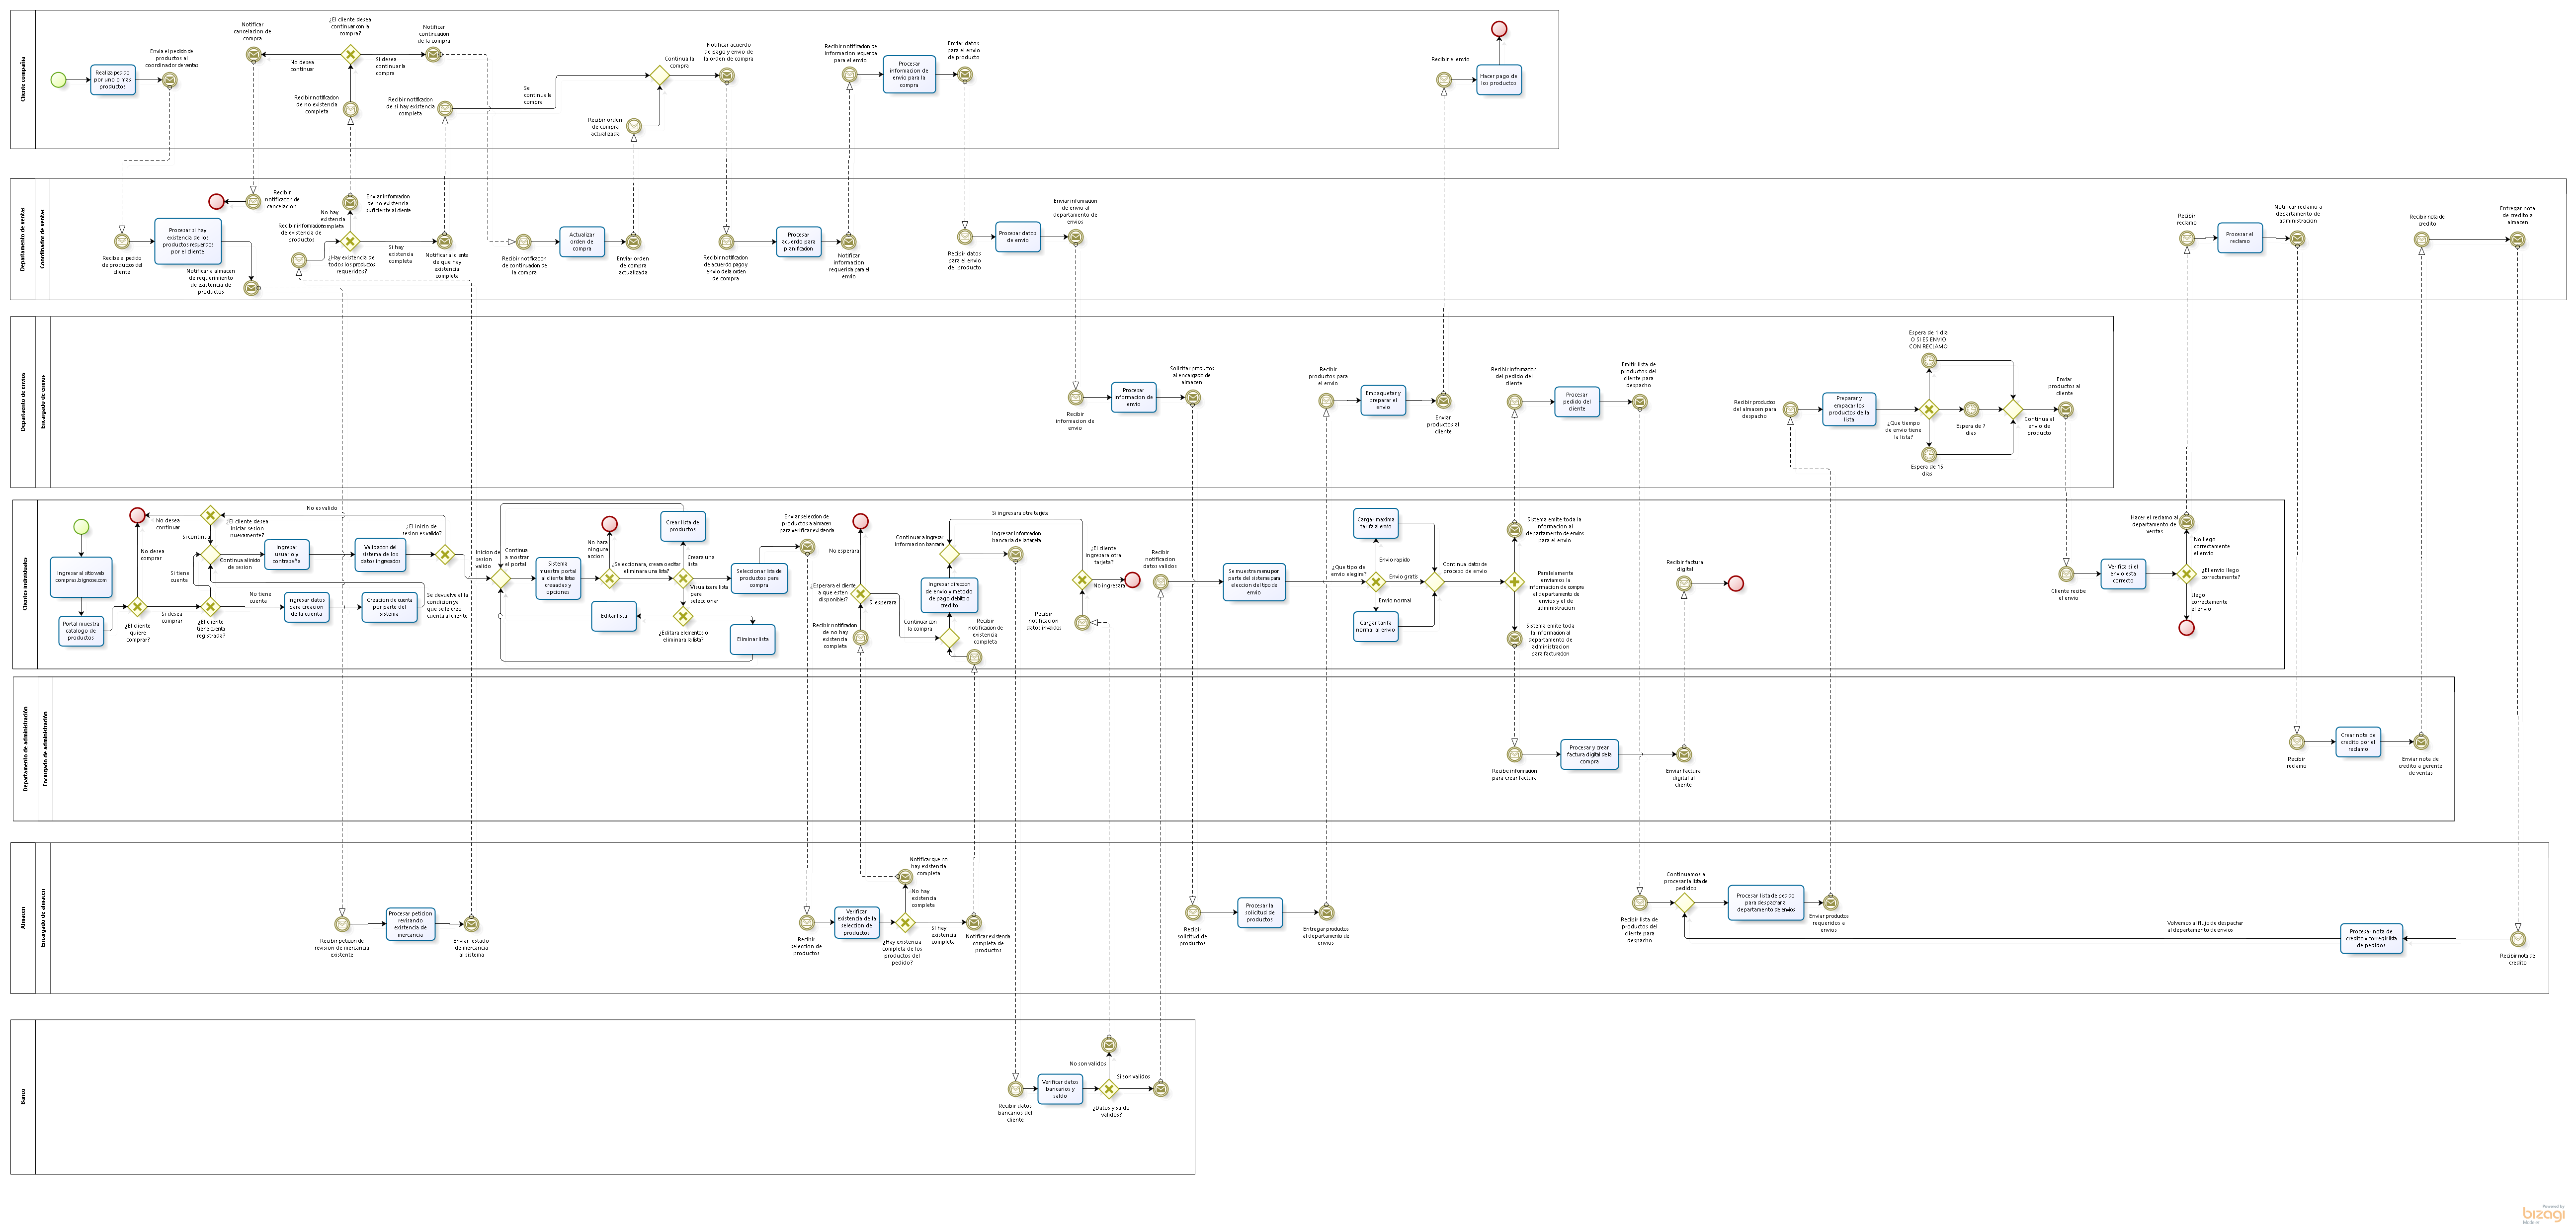 Cliente compañia
Realiza pedido
por uno o mas
productos
Envia el pedido de
productos al
coordinador de ventas
Notificar
cancelacion de
compra
¿El cliente desea
continuar con la
compra?
No desea
continuar
Si desea
continuar la
compra
Notificar
continuacion
de la compra
Recibir notificacion
de no existencia
completa
Recibir notificacion
de si hay existencia
completa
Se
continua la
compra
Recibir orden
de compra
actualizada
Continua la
compra
Notificar acuerdo
de pago y envio de
la orden de compra
Recibir notificacion de
informacion requerida
para el envio
Procesar
informacion de
envio para la
compra
Enviar datos
para el envio
de producto
Recibir el envio
Hacer pago de
los productos
Departamento de ventas
Coordinador de ventas
Recibe el pedido
de productos del
cliente
Procesar si hay
existencia de los
productos requeridos
por el cliente
Recibir
notificacion de
cancelacion
Notificar a almacen
de requerimiento
de existencia de
productos
Recibir informacion
de existencia de
productos
No hay
existencia
completa
¿Hay existencia de
todos los productos
requeridos?
Enviar informacion
de no existencia
suficiente al cliente
Si hay
existencia
completa
Notificar al cliente
de que hay
existencia
completa
Recibir notificacion
de continuacion de
la compra
Actualizar
orden de
compra
Enviar orden
de compra
actualizada
Recibir notificacion
de acuerdo pago y
envio de la orden
de compra
Procesar
acuerdo para
planificacion
Notificar
informacion
requerida para el
envio
Recibir datos
para el envio
del producto
Procesar datos
de envio
Enviar informacion
de envio al
departamento de
envios
Recibir
reclamo
Procesar el
reclamo
Notificar reclamo a
departamento de
administracion
Recibir nota de
credito
Entregar nota
de credito a
almacen
Departamento de envios
Encargado de envios
Recibir
informacion de
envio
Procesar
informacion de
envio
Solicitar productos
al encargado de
almacen
Recibir
productos para
el envio
Empaquetar y
preparar el
envio
Enviar
productos al
cliente
Recibir informacion
del pedido del
cliente
Procesar
pedido del
cliente
Emitir lista de
productos del
cliente para
despacho
Recibir productos
del almacen para
despacho
Preparar y
empacar los
productos de la
lista
¿Que tiempo
de envio tiene
la lista?
Espera de 1 dia
O SI ES ENVIO
CON RECLAMO
Espera de 7
dias
Espera de 15
dias
Continua al
envio de
producto
Enviar
productos al
cliente
Clientes individuales
Ingresar al sitio web
compras.bignose.com
Portal muestra
catalogo de
productos
No desea
comprar
¿El cliente
quiere
comprar?
Si desea
comprar
No desea
continuar
¿El cliente desea
iniciar sesion
nuevamente?
Si continua
Continua al inicio
de sesion
Si tiene
cuenta
¿El cliente
tiene cuenta
registrada?
No tiene
cuenta
Ingresar
usuario y
contraseña
Ingresar datos
para creacion
de la cuenta
Validacion del
sistema de los
datos ingresados
Creacion de cuenta
por parte del
sistema
No es valido
¿El inicio de
sesion es valido?
Se devuelve al la
condicion ya
que se le creo
cuenta al cliente
Inicion de
sesion
valido
Continua
a mostrar
el portal
Sistema
muestra portal
al cliente listas
creadas y
opciones
No hara
ninguna
accion
¿Seleccionara, creara o editar
eliminara una lista?
Crear lista de
productos
Creara una
lista
Visualizara lista
para
seleccionar
Editar lista
¿Editara elementos o
eliminara la lista?
Eliminar lista
Seleccionar lista de
productos para
compra
Enviar seleccion de
productos a almacen
para verificar existencia
No esperara
¿Esperara el cliente
a que esten
disponibles?
Si esperara
Recibir notificacion
de no hay
existencia
completa
Continuar a ingresar
informacion bancaria
Ingresar direccion
de envio y metodo
de pago debito o
credito
Continuar con
la compra
Recibir
notificacion de
existencia
completa
Si ingresara otra tarjeta
Ingresar informacion
bancaria de la tarjeta
¿El cliente
ingresara otra
tarjeta?
No ingresara
Recibir
notificacion
datos invalidos
Recibir
notificacion
datos validos
Se muestra menu por
parte del sistema para
eleccion del tipo de
envio
¿Que tipo de
envio elegira?
Cargar maxima
tarifa al envio
Envio rapido
Envio gratis
Envio normal
Cargar tarifa
normal al envio
Continua datos de
proceso de envio
Sistema emite toda la
informacion al
departamento de envios
para el envio
Paralelamente
enviamos la
informacion de compra
al departamento de
envios y el de
administracion
Sistema emite toda
la informacion al
departamento de
administracion
para facturacion
Recibir factura
digital
Cliente recibe
el envio
Verifica si el
envio esta
correcto
Hacer el reclamo al
departamento de
ventas
No llego
correctamente
el envio
¿El envio llego
correctamente?
Llego
correctamente
el envio
Departamento de administración
Encargado de administración
Recibe informacion
para crear factura
Procesar y crear
factura digital de la
compra
Enviar factura
digital al
cliente
Recibir
reclamo
Crear nota de
credito por el
reclamo
Enviar nota de
credito a gerente
de ventas
Almacen
Encargado de almacen
Recibir peticion de
revision de mercancia
existente
Procesar peticion
revisando
existencia de
mercancia
Enviar estado
de mercancia
al sistema
Recibir
seleccion de
productos
Verificar
existencia de la
seleccion de
productos
Notificar que no
hay existencia
completa
No hay
existencia
completa
¿Hay existencia
completa de los
productos del
pedido?
Si hay
existencia
completa
Notificar existencia
completa de
productos
Recibir
solicitud de
productos
Procesar la
solicitud de
productos
Entregar productos
al departamento de
envios
Recibir lista de
productos del
cliente para
despacho
Continuamos a
procesar la lista de
pedidos
Procesar lista de pedido
para despachar al
departamento de envios
Enviar productos
requeridos a
envios
Volvemos al flujo de despachar
al departamento de envios
Procesar nota de
credito y corregir lista
de pedidos
Recibir nota de
credito
Banco
Recibir datos
bancarios del
cliente
Verificar datos
bancarios y
saldo
No son validos
Si son validos
¿Datos y saldo
validos?
Powered by
bizagi
Modeler